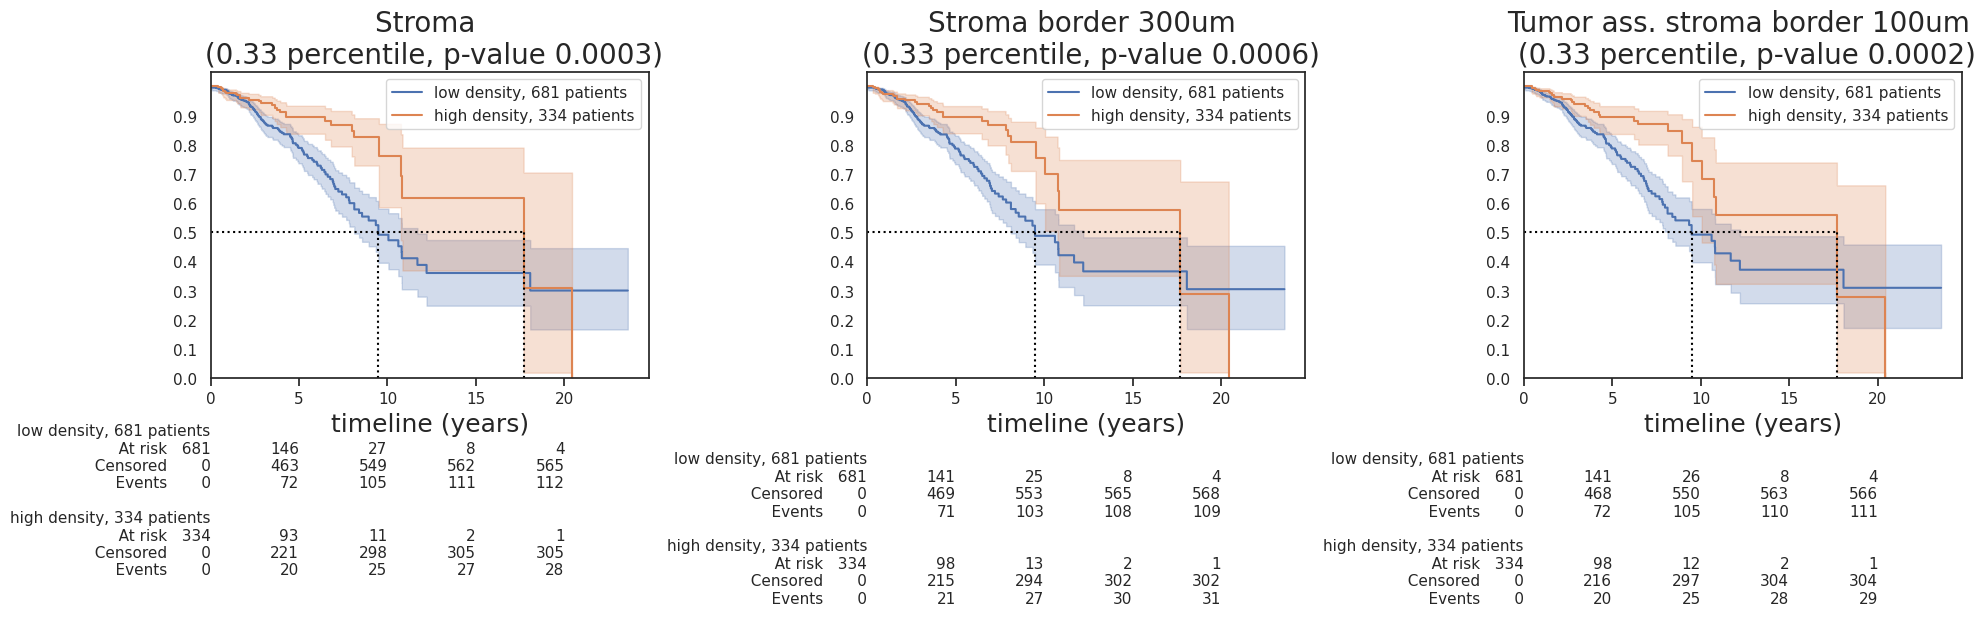 Stroma
(0.33 percentile, p-value 0.0003)
low density, 681 patients
high density, 334 patients
0.9
0.8
0.7
0.6
0.5
0.4
0.3
0.2
0.1
0.0
0 5 10 15 20
timeline (years)
low density, 681 patients
At risk 681 146 27 8 4
Censored 0 463 549 562 565
Events 0 72 105 111 112
high density, 334 patients
At risk 334 93 11 2 1
Censored 0 221 298 305 305
Events 0 20 25 27 28
Stroma border 300um
(0.33 percentile, p-value 0.0006)
low density, 681 patients
high density, 334 patients
0.9
0.8
0.7
0.6
0.5
0.4
0.3
0.2
0.1
0.0
0 5 10 15 20
timeline (years)
low density, 681 patients
At risk 681 141 25 8 4
Censored 0 469 553 565 568
Events 0 71 103 108 109
high density, 334 patients
At risk 334 98 13 2 1
Censored 0 215 294 302 302
Events 0 21 27 30 31
Tumor ass. stroma border 100um
(0.33 percentile, p-value 0.0002)
low density, 681 patients
high density, 334 patients
0.9
0.8
0.7
0.6
0.5
0.4
0.3
0.2
0.1
0.0
0 5 10 15 20
timeline (years)
low density, 681 patients
At risk 681 141 26 8 4
Censored 0 468 550 563 566
Events 0 72 105 110 111
high density, 334 patients
At risk 334 98 12 2 1
Censored 0 216 297 304 304
Events 0 20 25 28 29